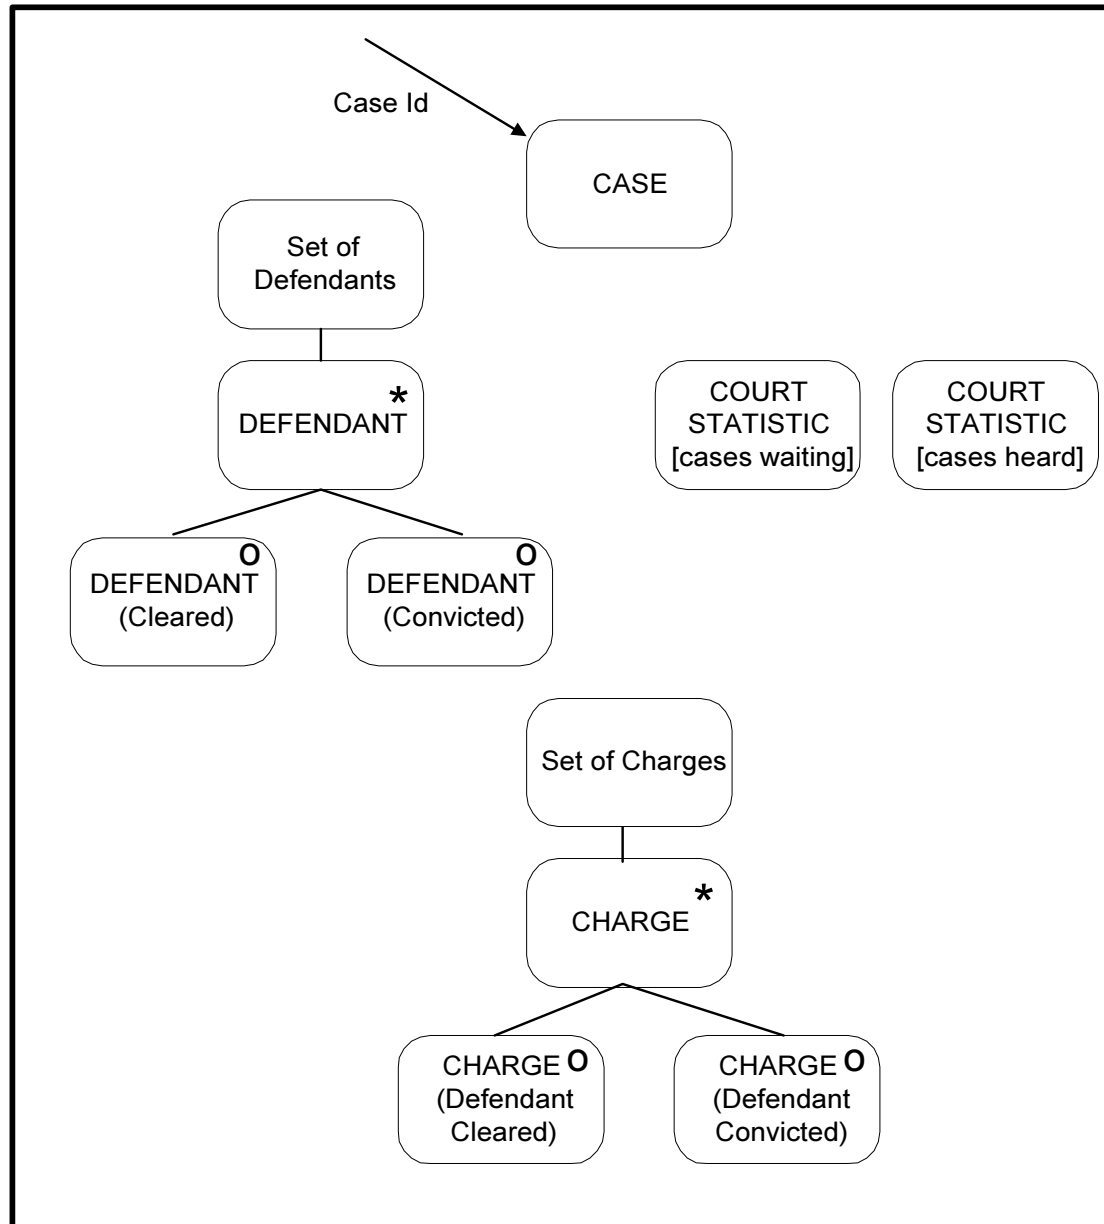 Case Id
CASE
Set of
Defendants
*
DEFENDANT
COURT
STATISTIC
[cases waiting]
COURT
STATISTIC
[cases heard]
O
DEFENDANT
(Cleared)
O
DEFENDANT
(Convicted)
Set of Charges
*
CHARGE
CHARGE O
(Defendant
Cleared)
CHARGE O
(Defendant
Convicted)